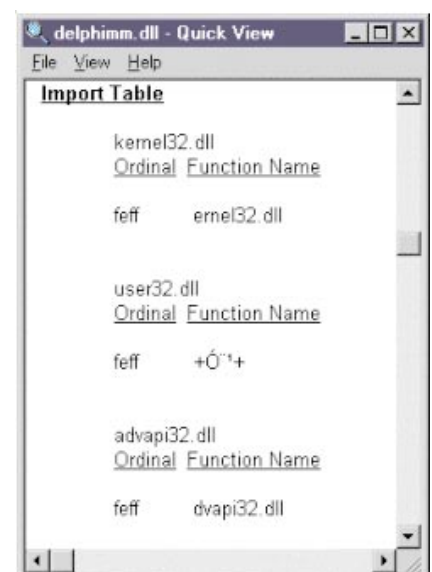 delphimm.dll - Quick View
File View Help
Import Table
kernel32.dll
Ordinal Function Name
feff ernel32.dll
user32.dll
Ordinal Function Name
feff +Ó¨¹+
advapi32.dll
Ordinal Function Name
feff dvapi32.dll